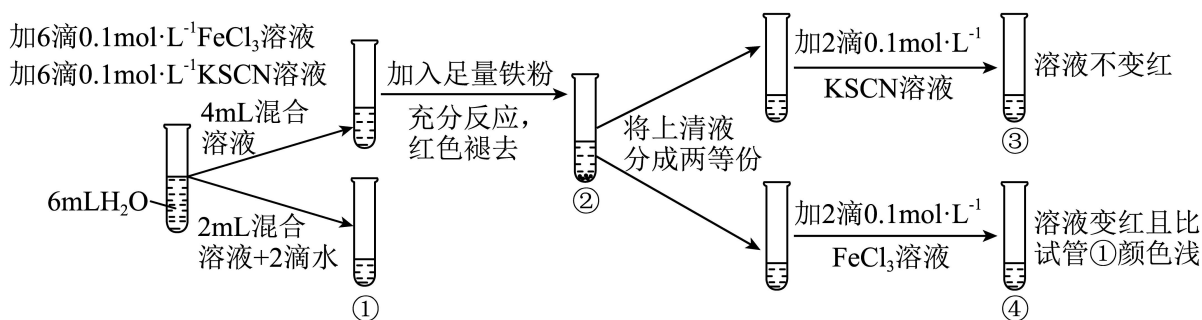 加6滴0.1mol·L⁻¹FeCl₃溶液
加6滴0.1mol·L⁻¹KSCN溶液
6mLH₂O
4mL混合
溶液
2mL混合
溶液+2滴水
①
加入足量铁粉
充分反应，
红色褪去
②
将上清液
分成两等份
加2滴0.1mol·L⁻¹
KSCN溶液
③
溶液不变红
加2滴0.1mol·L⁻¹
FeCl₃溶液
④
溶液变红且比
试管①颜色浅